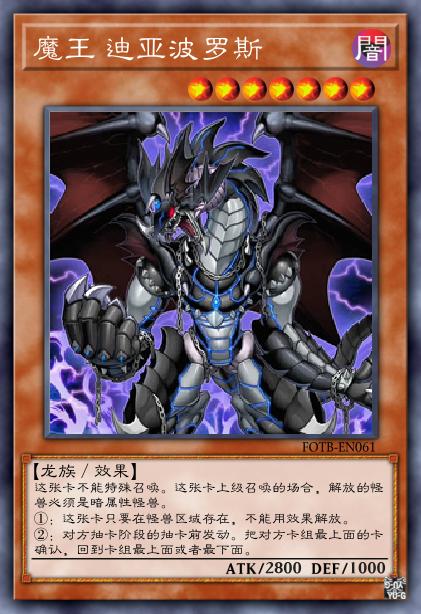 魔王 迪亚波罗斯
闇
FOTB-EN061
【龙族／效果】
这张卡不能特殊召唤。这张卡上级召唤的场合，解放的怪
兽必须是暗属性怪兽。
①：这张卡只要在怪兽区域存在，不能用效果解放。
②：对方抽卡阶段的抽卡前发动。把对方卡组最上面的卡
确认，回到卡组最上面或者最下面。
ATK/2800 DEF/1000